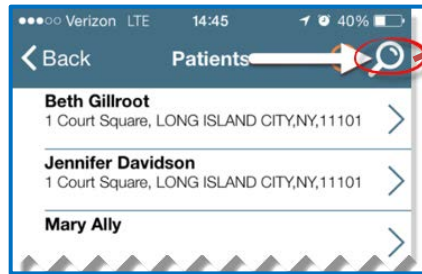 Verizon LTE 14:45 40%
Back Patients
Beth Gillroot
1 Court Square, LONG ISLAND CITY,NY,11101
Jennifer Davidson
1 Court Square, LONG ISLAND CITY,NY,11101
Mary Ally